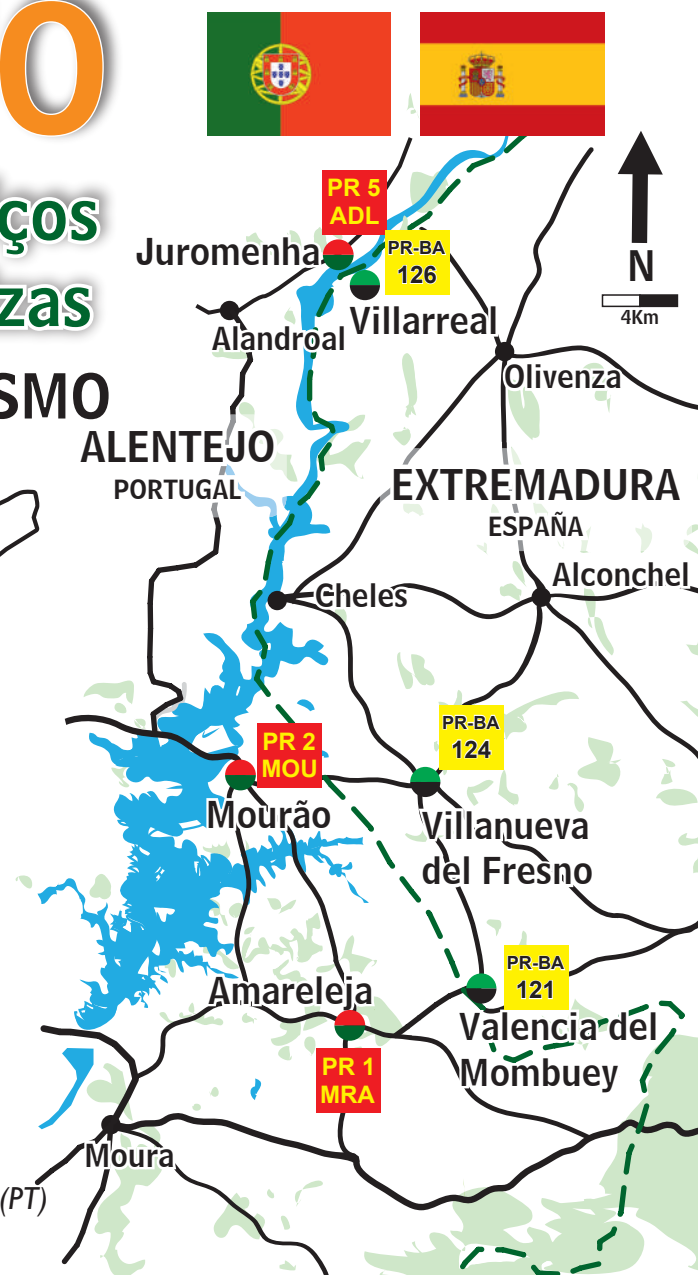 O
ços
zas
SMO
PR 5
ADL
Juromenha
PR-BA
126
Villarreal
Alandroal
N
4Km
Olivenza
ALENTEJO
PORTUGAL
EXTREMADURA
ESPAÑA
Alconchel
Cheles
PR-BA
124
PR 2
MOU
Mourão
Villanueva
del Fresno
PR-BA
121
Amareleja
Valencia del
Mombuey
PR 1
MRA
Moura
(PT)